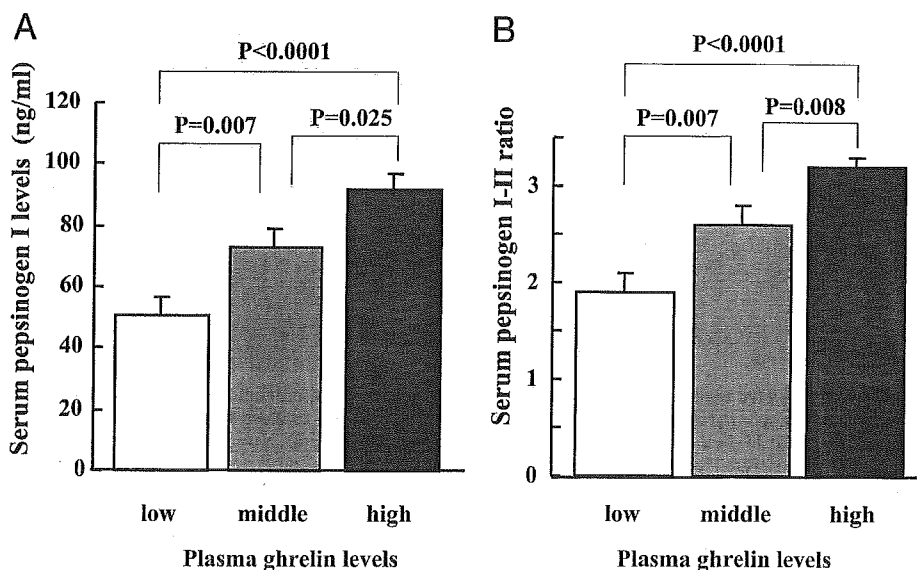 A
P<0.0001
P=0.007
P=0.025
Serum pepsinogen I levels (ng/ml)
120
100
80
60
40
20
0
low middle high
Plasma ghrelin levels
B
P<0.0001
P=0.007
P=0.008
Serum pepsinogen I-II ratio
3
2
1
0
low middle high
Plasma ghrelin levels